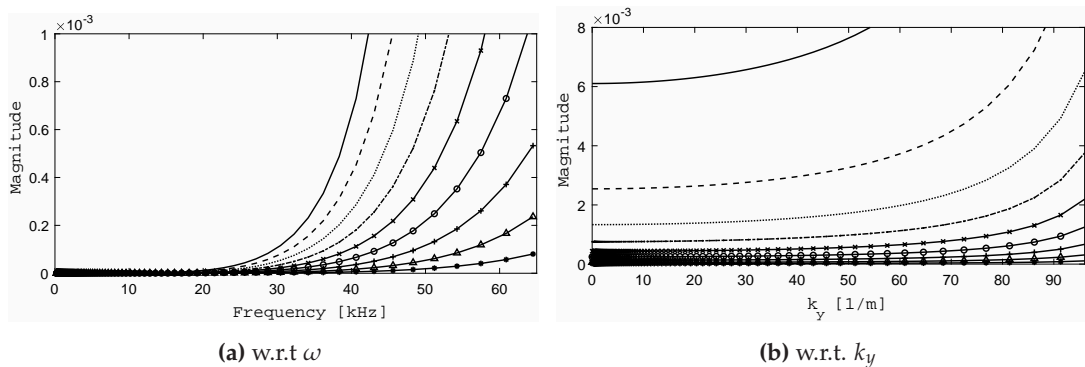 ×10⁻³
1
0.8
0.6
0.4
0.2
0
Magnitude
0 10 20 30 40 50 60
Frequency [kHz]
(a) w.r.t ω
×10⁻³
8
6
4
2
0
Magnitude
0 10 20 30 40 50 60 70 80 90
k_y [1/m]
(b) w.r.t. k_y